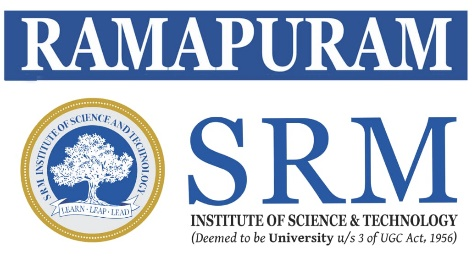 RAMAPURAM
SRM INSTITUTE OF SCIENCE AND TECHNOLOGY
LEARN · LEAP · LEAD
SRM
INSTITUTE OF SCIENCE & TECHNOLOGY
(Deemed to be University u/s 3 of UGC Act, 1956)